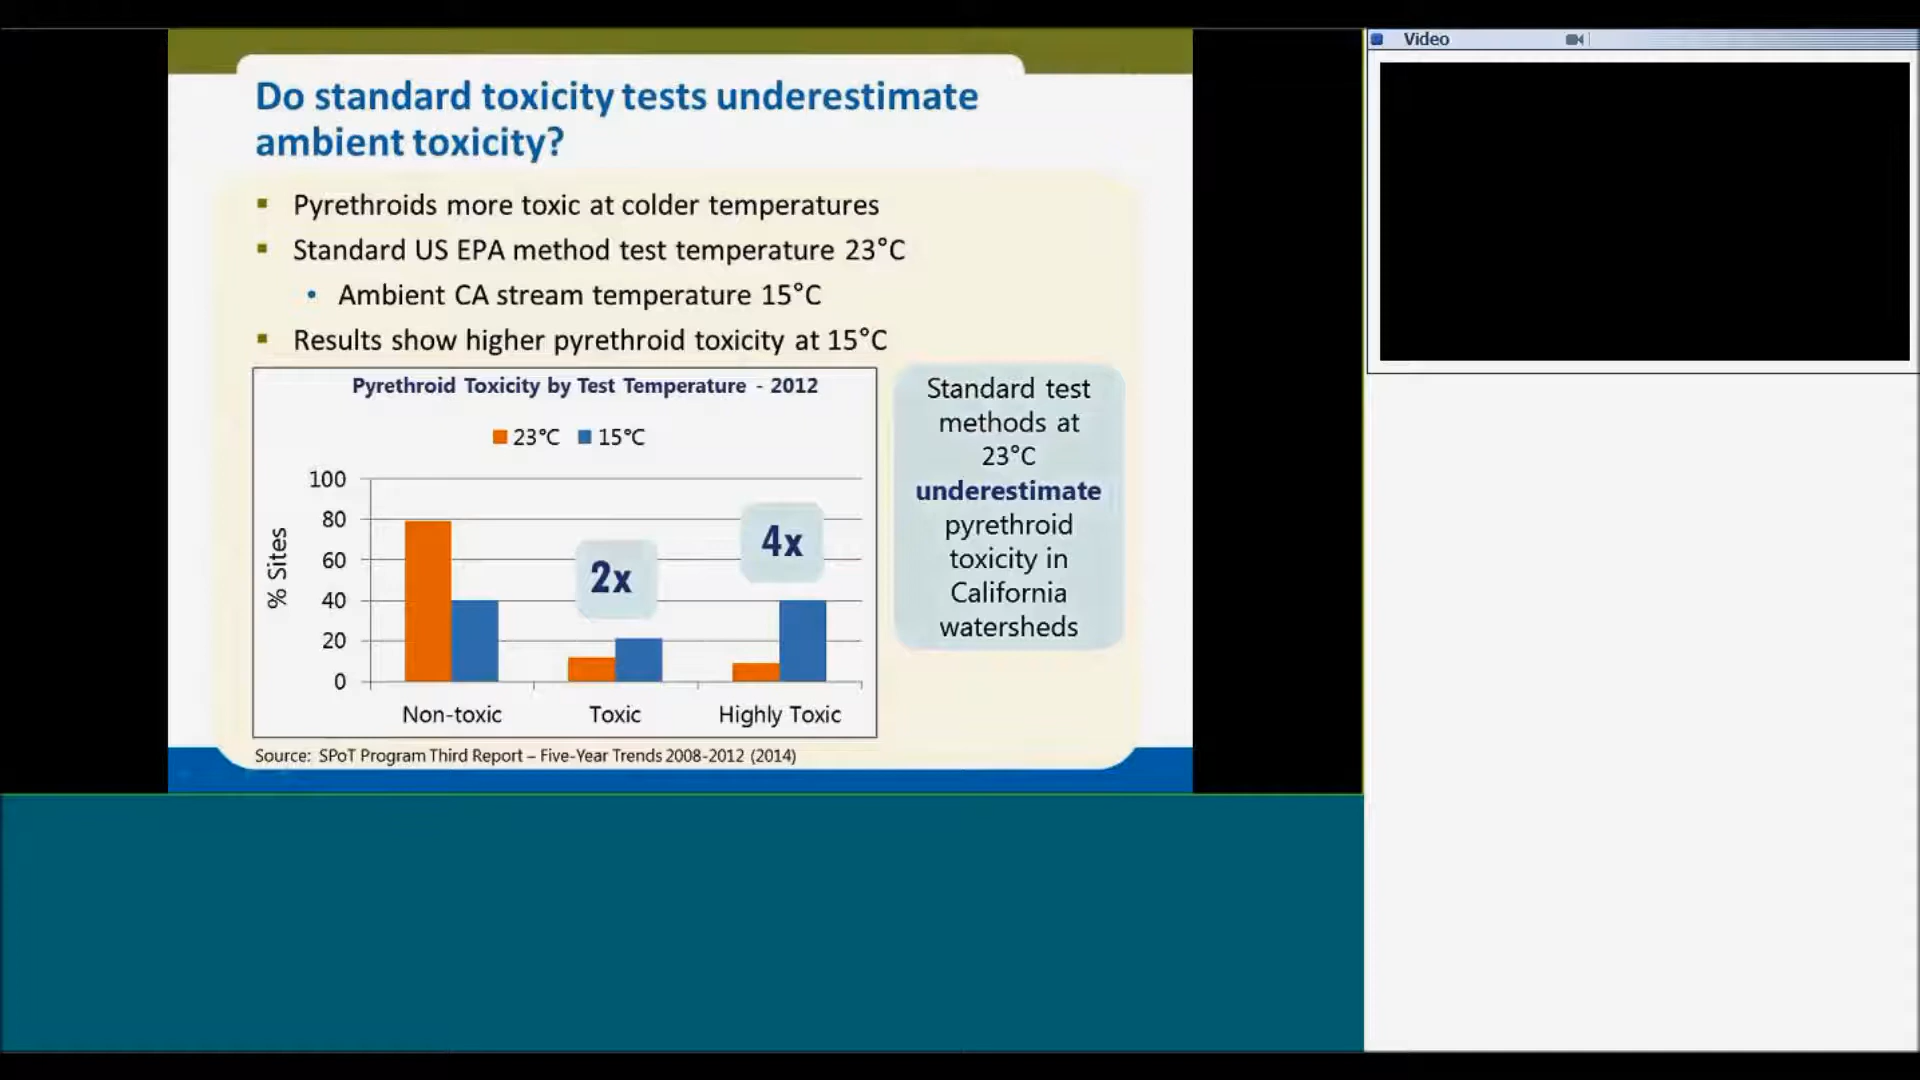 Video
Do standard toxicity tests underestimate
ambient toxicity?
Pyrethroids more toxic at colder temperatures
Standard US EPA method test temperature 23°C
Ambient CA stream temperature 15°C
Results show higher pyrethroid toxicity at 15°C
Pyrethroid Toxicity by Test Temperature - 2012
23°C 15°C
100
80
60
40
20
0
% Sites
2x
4x
Non-toxic Toxic Highly Toxic
Standard test
methods at
23°C
underestimate
pyrethroid
toxicity in
California
watersheds
Source: SPoT Program Third Report – Five-Year Trends 2008-2012 (2014)